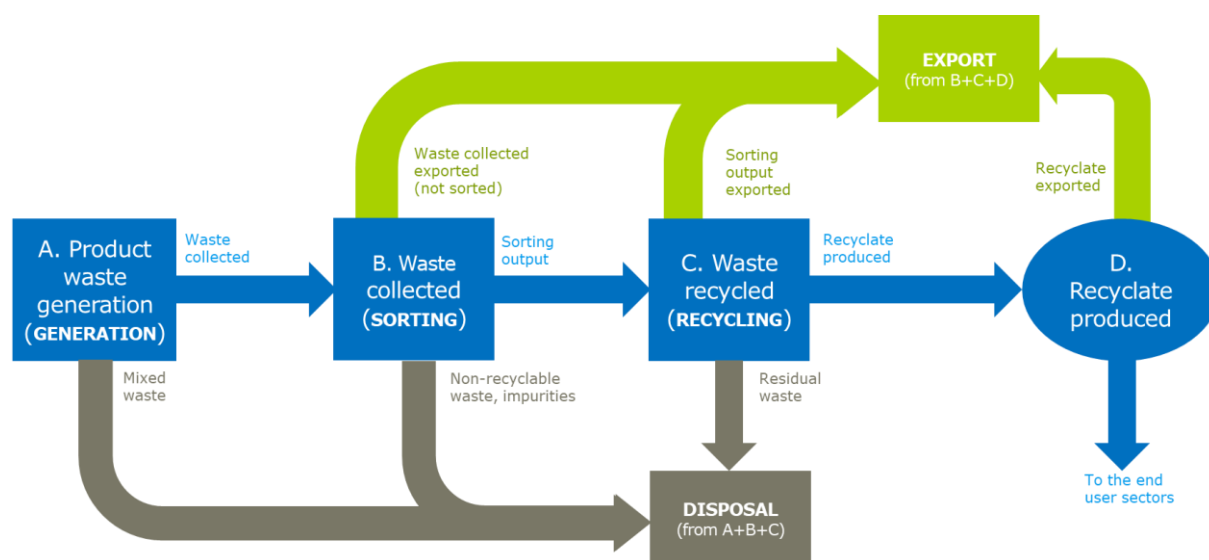 EXPORT
(from B+C+D)
Waste collected
exported
(not sorted)
Sorting
output
exported
Recyclate
exported
A. Product
waste
generation
(GENERATION)
Waste
collected
B. Waste
collected
(SORTING)
Sorting
output
C. Waste
recycled
(RECYCLING)
Recyclate
produced
D.
Recyclate
produced
Mixed
waste
Non-recyclable
waste, impurities
Residual
waste
DISPOSAL
(from A+B+C)
To the end
user sectors